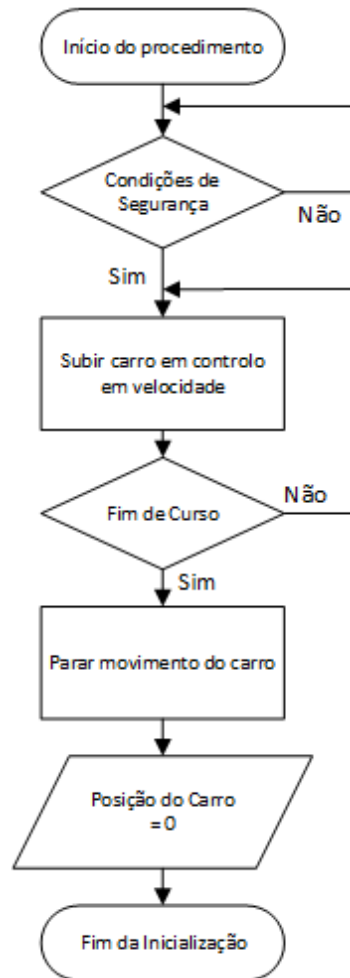 Início do procedimento
Condições de
Segurança
Não
Sim
Subir carro em controlo
em velocidade
Não
Fim de Curso
Sim
Parar movimento do carro
Posição do Carro
= 0
Fim da Inicialização